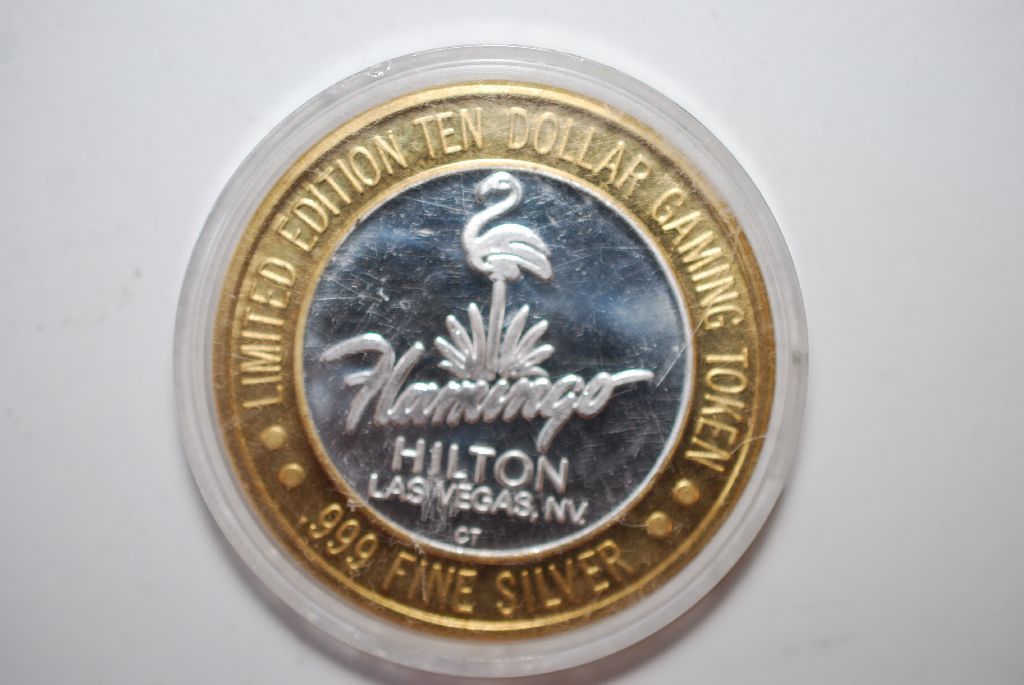 LIMITED EDITION TEN DOLLAR GAMING TOKEN
Flamingo
HILTON
LAS VEGAS, NV.
CT
.999 FINE SILVER